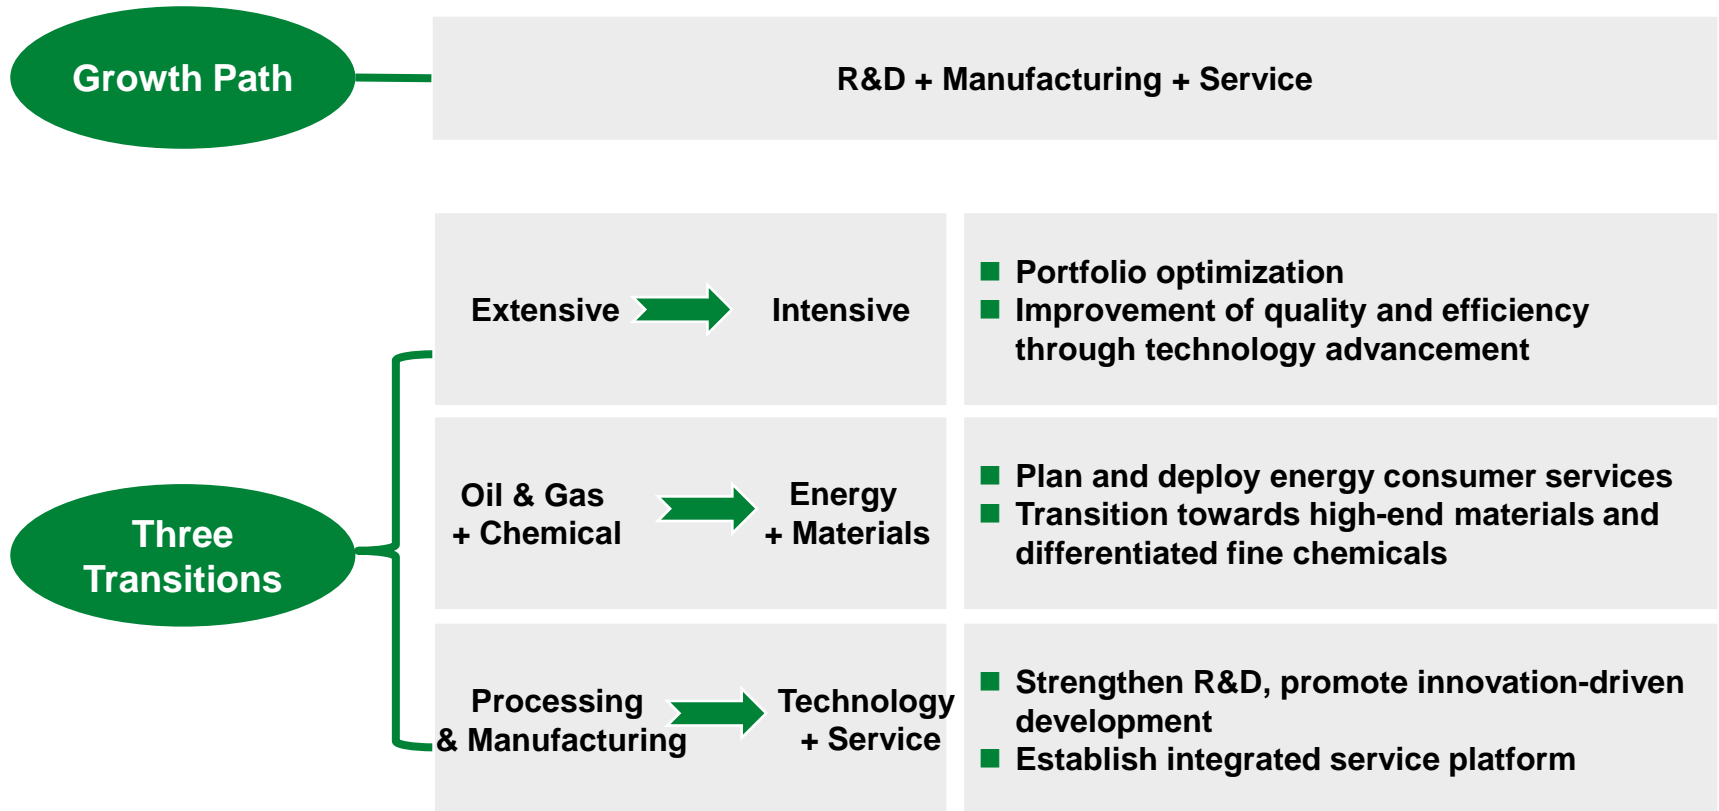 Growth Path
R&D + Manufacturing + Service
Three
Transitions
Extensive
Intensive
Portfolio optimization
Improvement of quality and efficiency
through technology advancement
Oil & Gas
+ Chemical
Energy
+ Materials
Plan and deploy energy consumer services
Transition towards high-end materials and
differentiated fine chemicals
Processing
& Manufacturing
Technology
+ Service
Strengthen R&D, promote innovation-driven
development
Establish integrated service platform